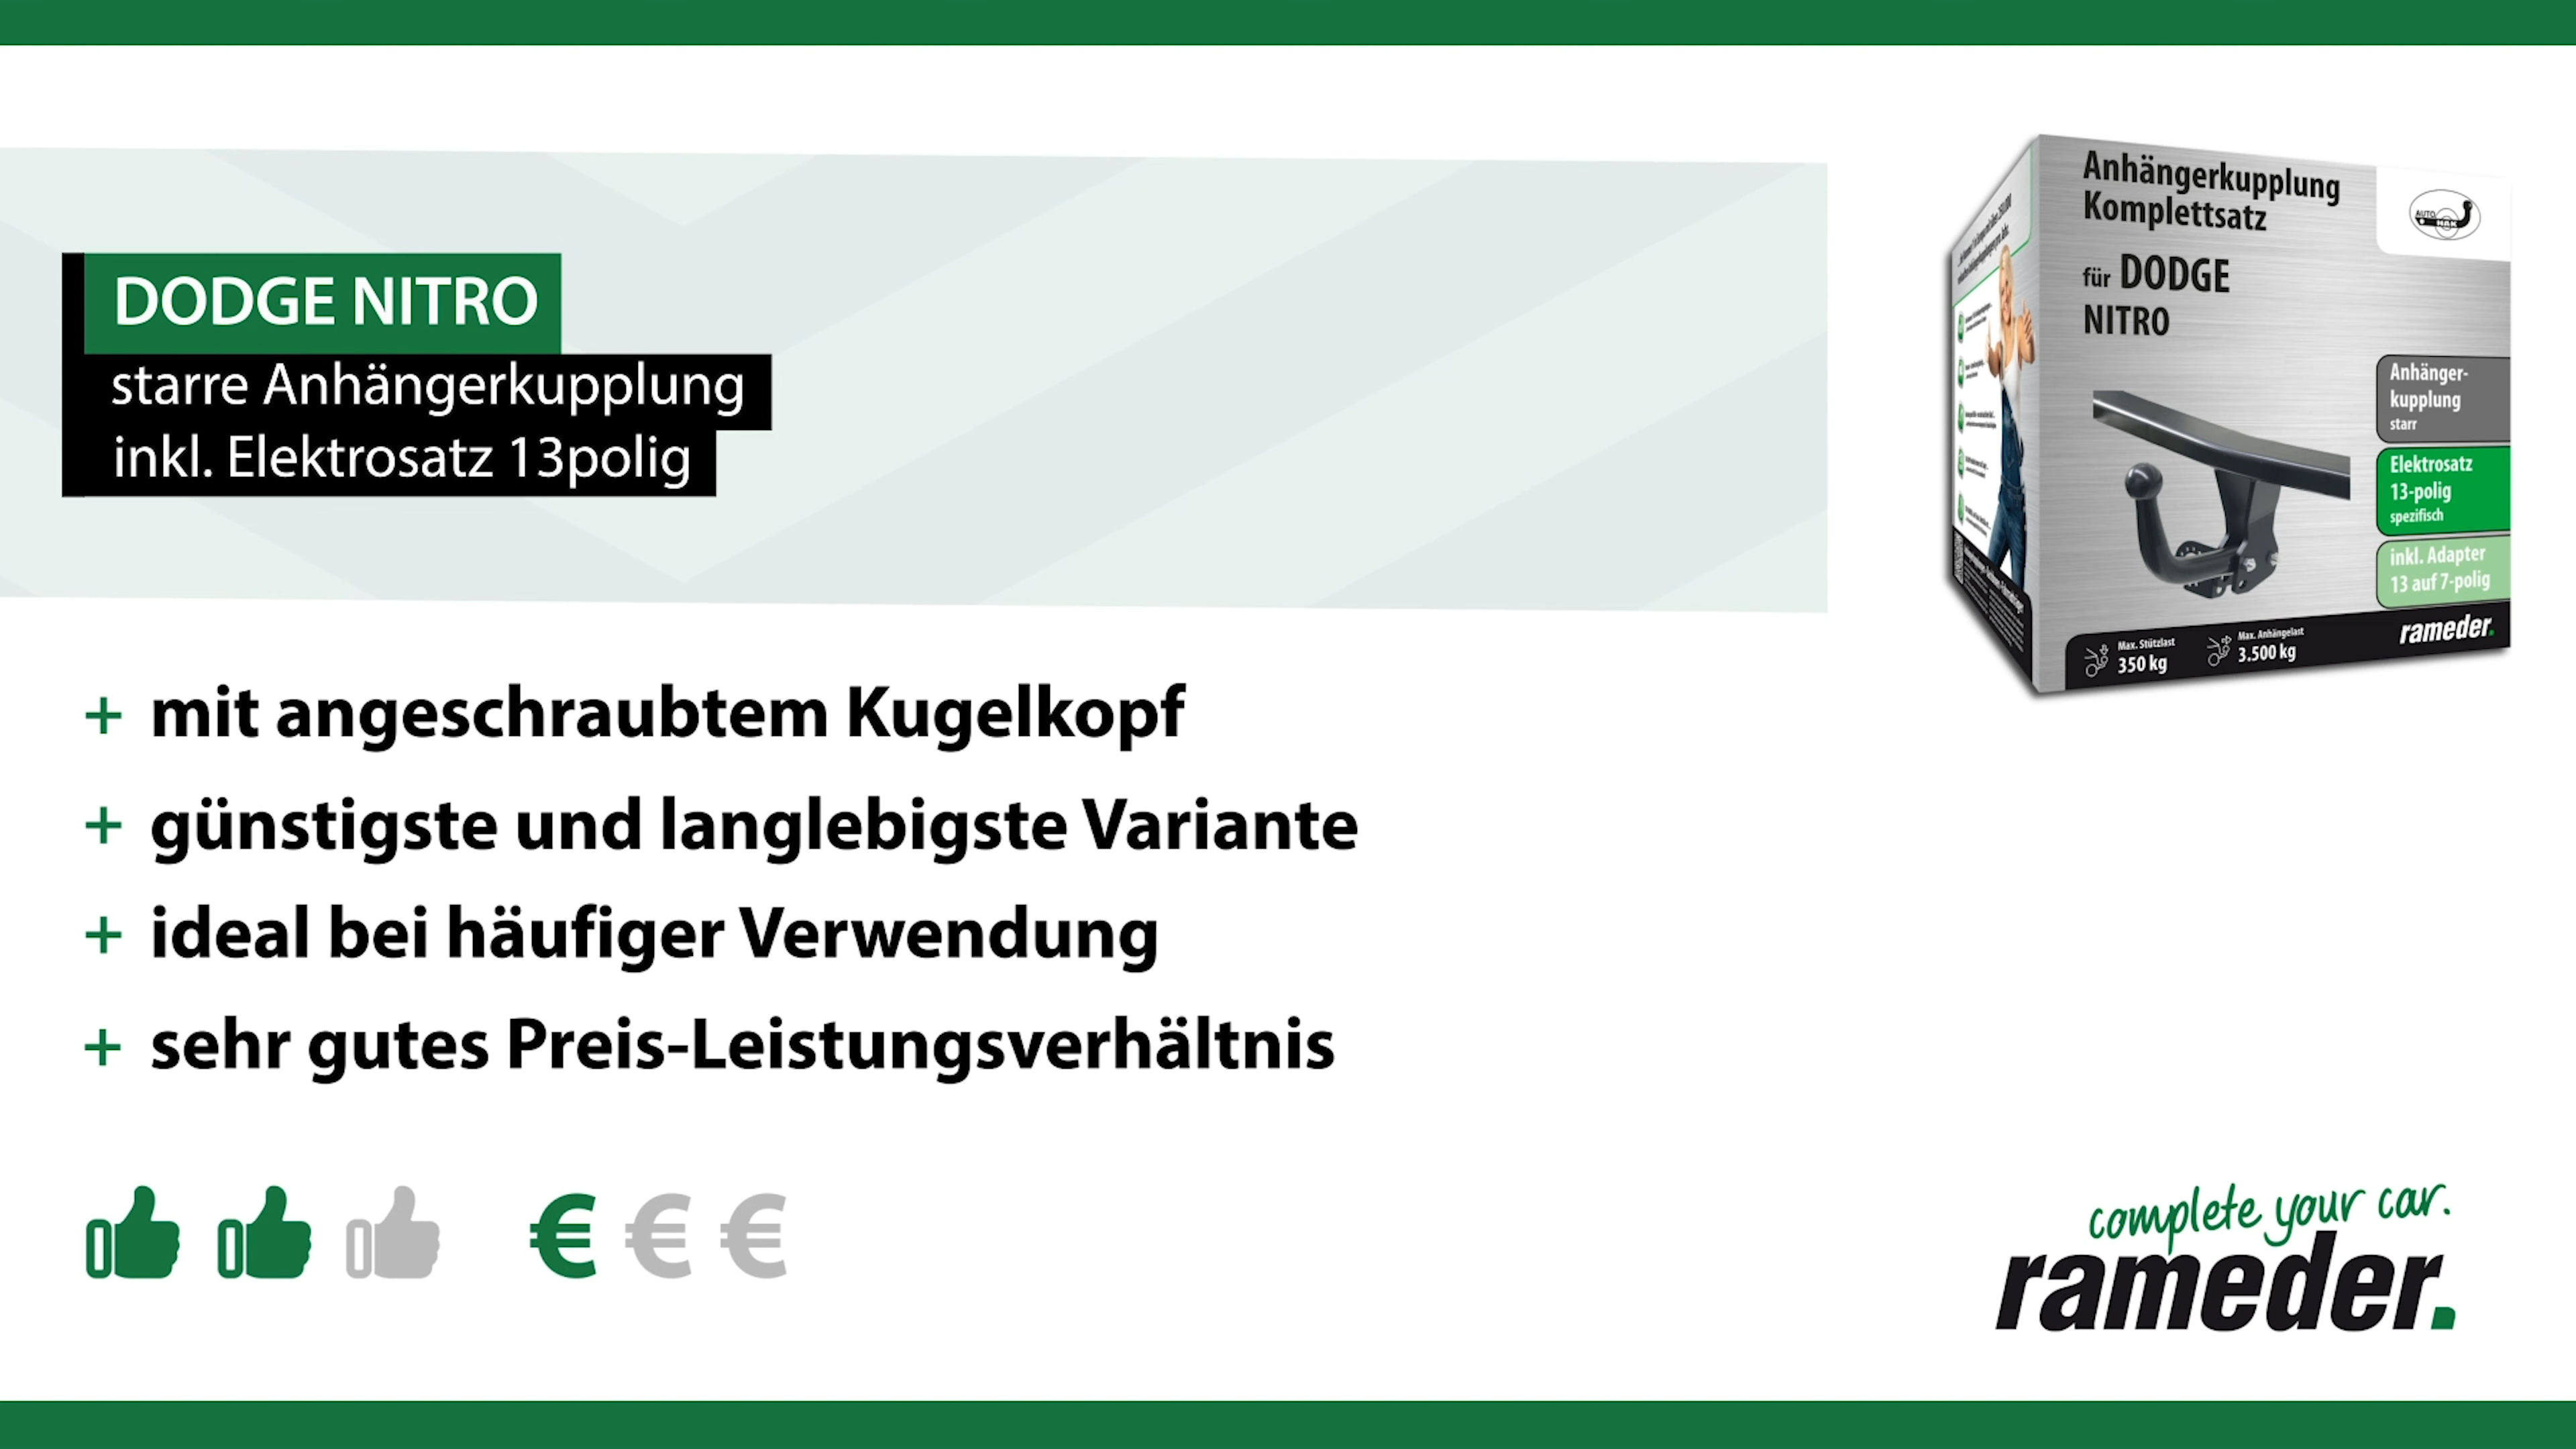 DODGE NITRO
starre Anhängerkupplung
inkl. Elektrosatz 13polig
+ mit angeschraubtem Kugelkopf
+ günstigste und langlebigste Variante
+ ideal bei häufiger Verwendung
+ sehr gutes Preis-Leistungsverhältnis
€ € €
Anhängerkupplung
Komplettsatz
für DODGE
NITRO
AUTO
HAK
Anhänger-
kupplung
starr
Elektrosatz
13-polig
spezifisch
inkl. Adapter
13 auf 7-polig
Max. Stützlast
350 kg
Max. Anhängelast
3.500 kg
rameder.
complete your car.
rameder.